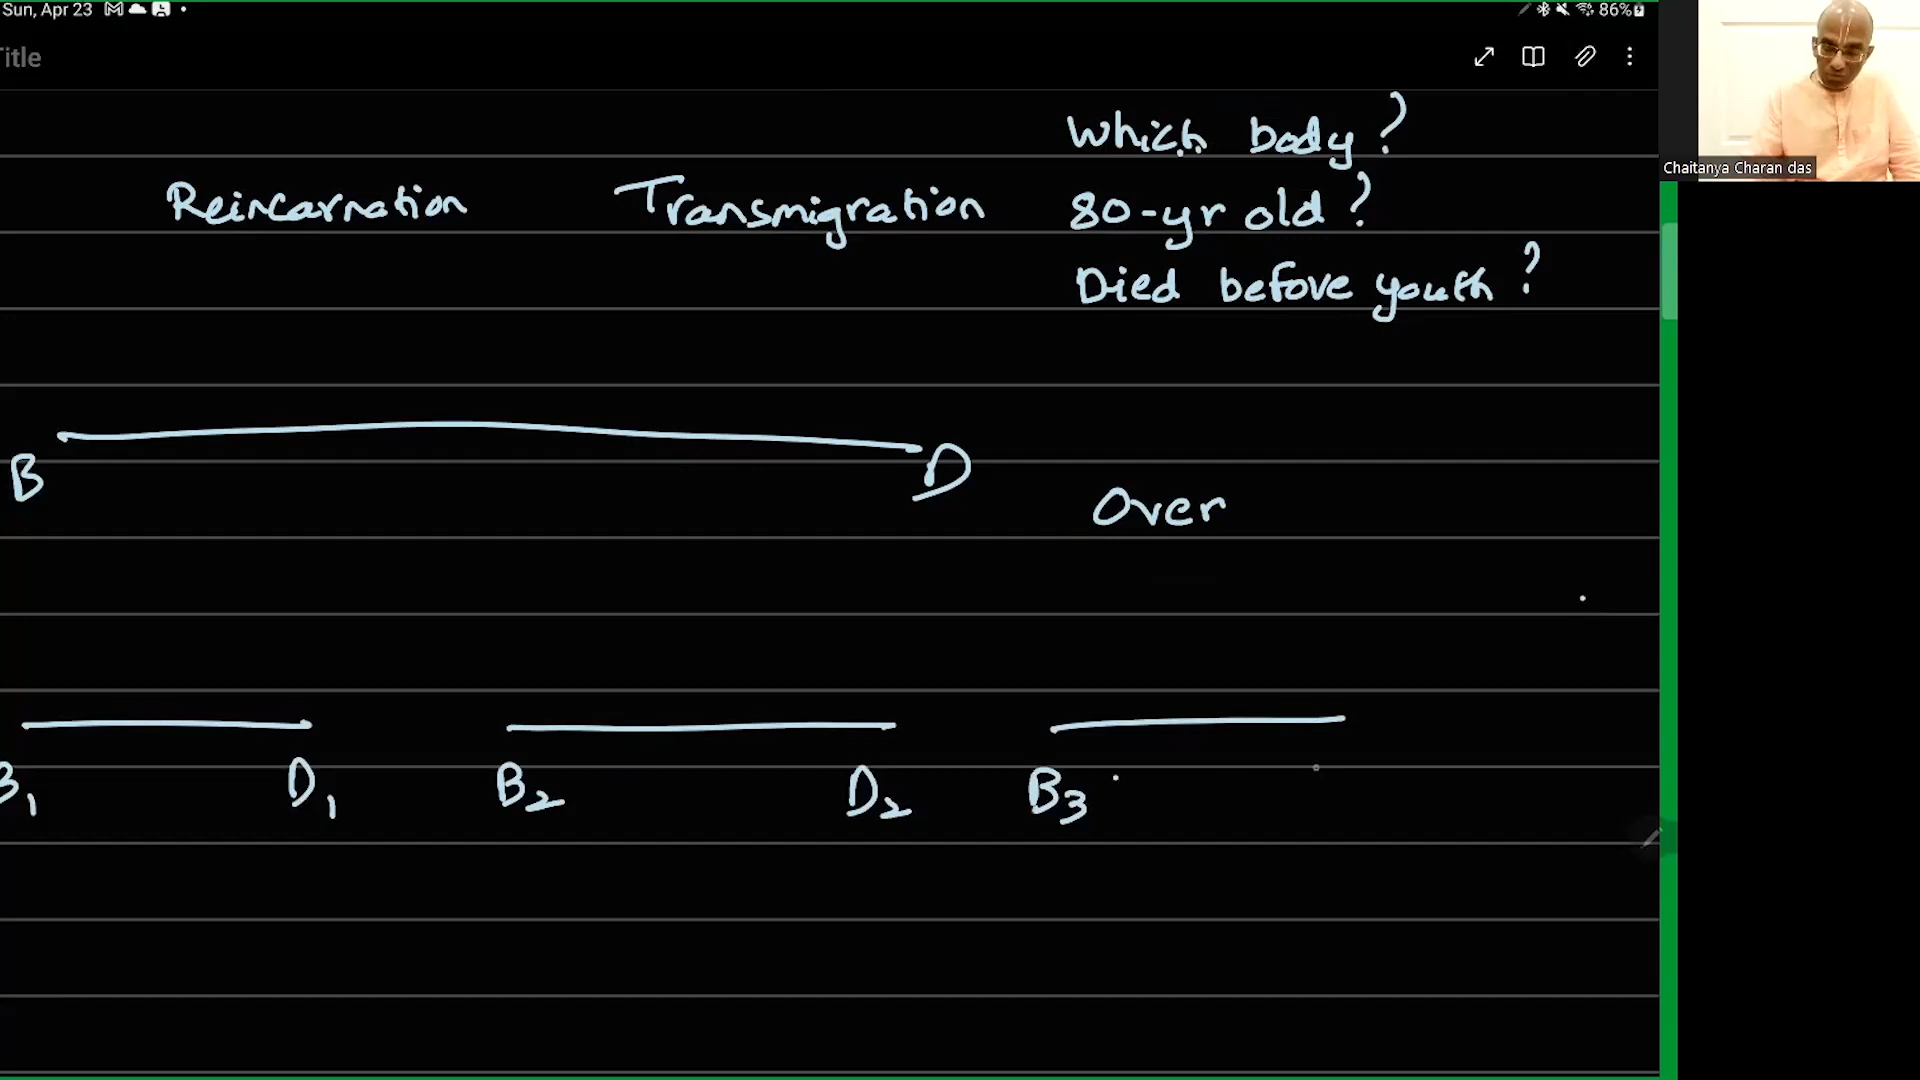 Sun, Apr 23
86%
Title
Which body?
Reincarnation Transmigration 80-yr old?
Died before youth?
B D
Over
B1 D1 B2 D2 B3
Chaitanya Charan das